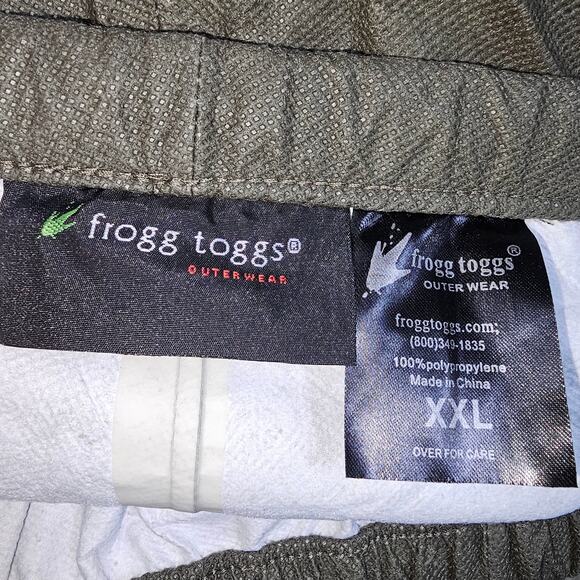 frogg toggs®
OUTERWEAR
frogg toggs®
OUTER WEAR
froggtoggs.com;
(800)349-1835
100%polypropylene
Made in China
XXL
OVER FOR CARE